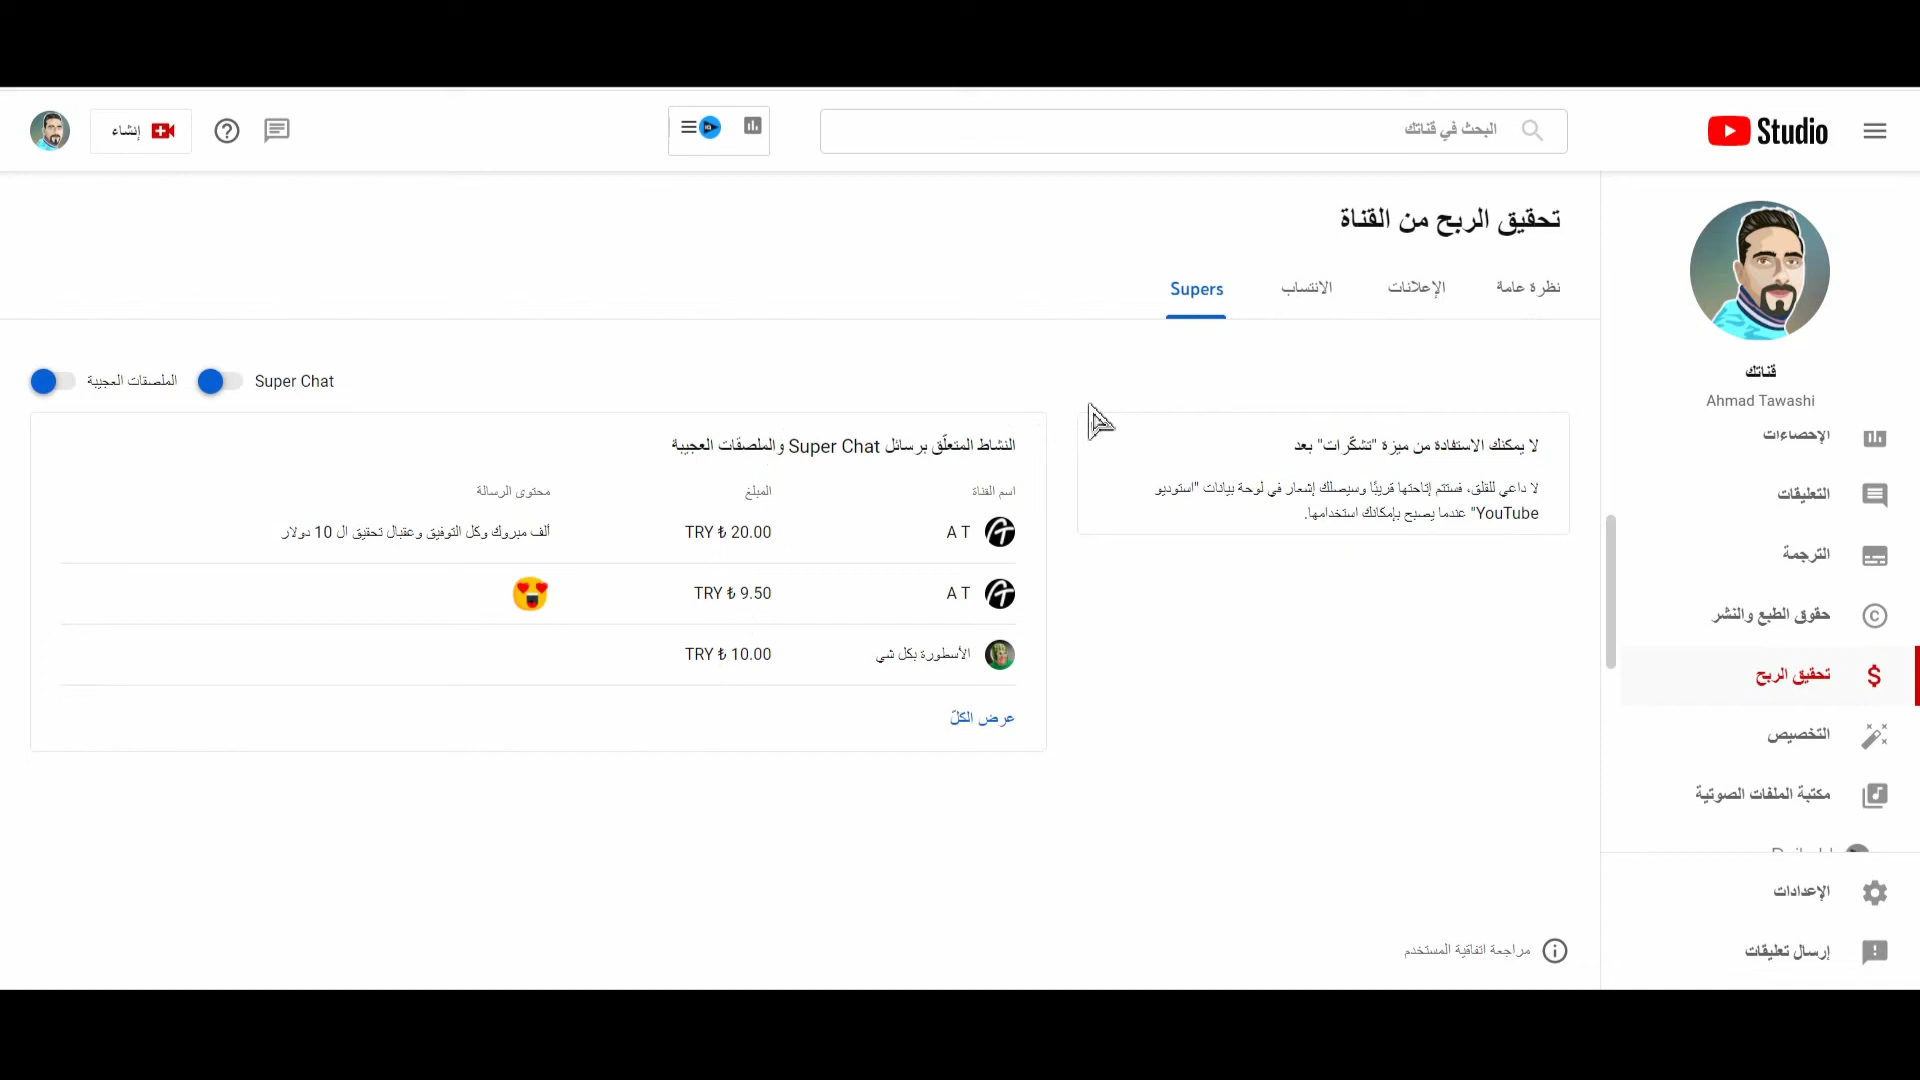 Studio
البحث في قناتك
إنشاء
تحقيق الربح من القناة
نظرة عامة
الإعلانات
الانتساب
Supers
Super Chat
الملصقات العجيبة
لا يمكنك الاستفادة من ميزة "تشكّرات" بعد
لا داعي للقلق، فستتم إتاحتها قريبًا وسيصلك إشعار في لوحة بيانات "استوديو
YouTube" عندما يصبح بإمكانك استخدامها.
النشاط المتعلّق برسائل Super Chat والملصقات العجيبة
اسم القناة
المبلغ
محتوى الرسالة
A T
TRY ₺ 20.00
ألف مبروك وكل التوفيق وعقبال تحقيق ال 10 دولار
A T
TRY ₺ 9.50
الأسطورة بكل شي
TRY ₺ 10.00
عرض الكلّ
مراجعة اتفاقية المستخدم
قناتك
Ahmad Tawashi
الإحصاءات
التعليقات
الترجمة
حقوق الطبع والنشر
تحقيق الربح
التخصيص
مكتبة الملفات الصوتية
الإعدادات
إرسال تعليقات